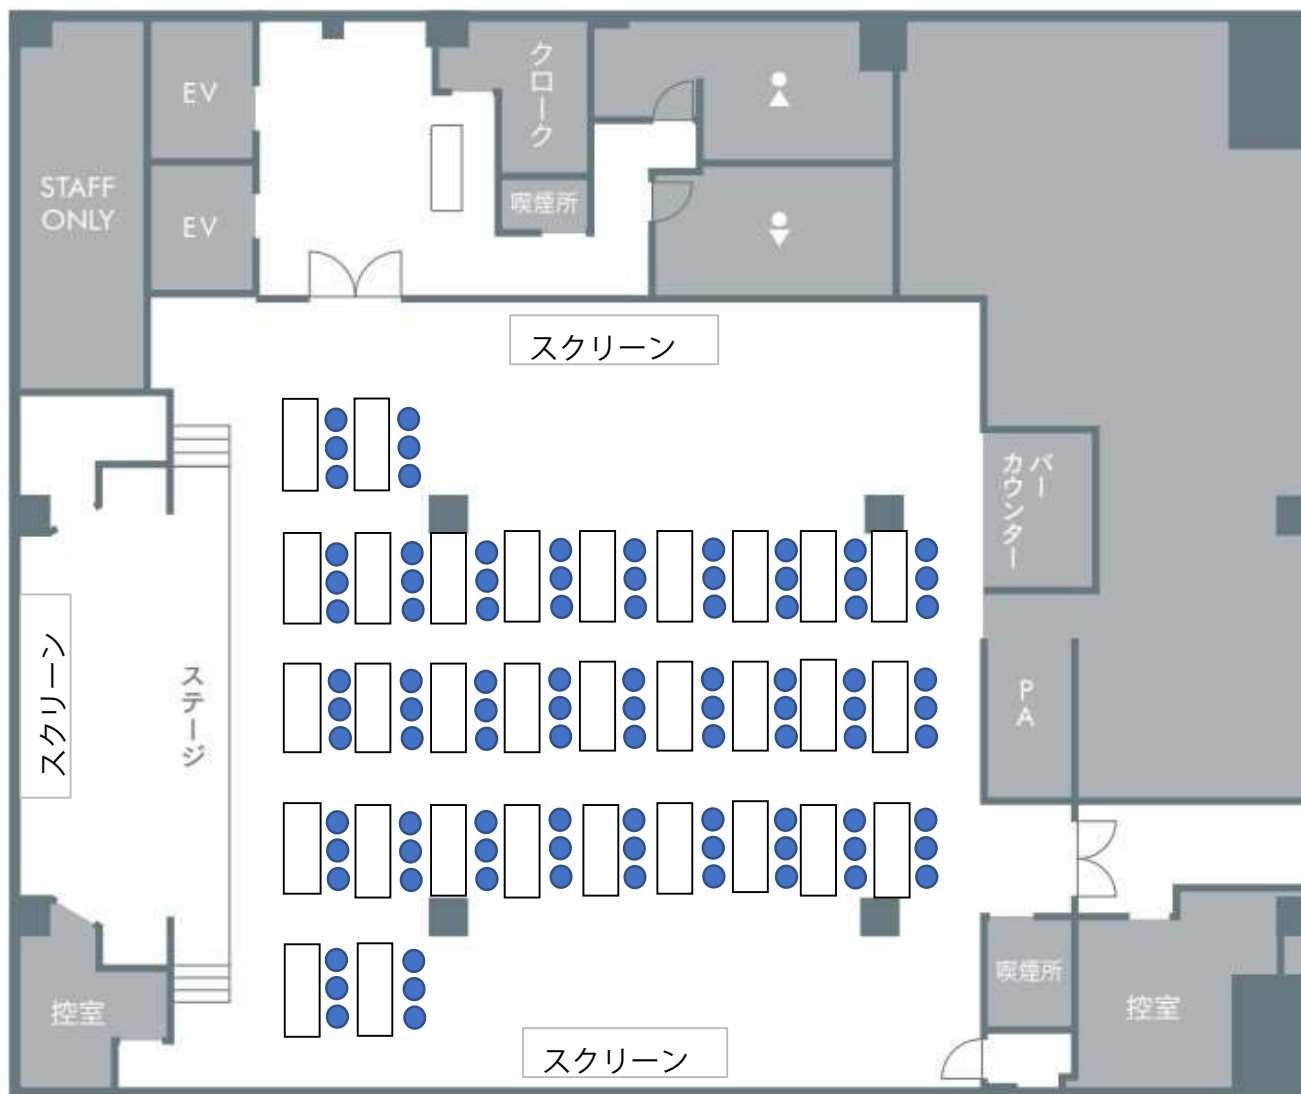 EV
クローク
STAFF
ONLY
EV
喫煙所
スクリーン
バー
カウンター
スクリーン
ステージ
PA
喫煙所
控室
控室
スクリーン